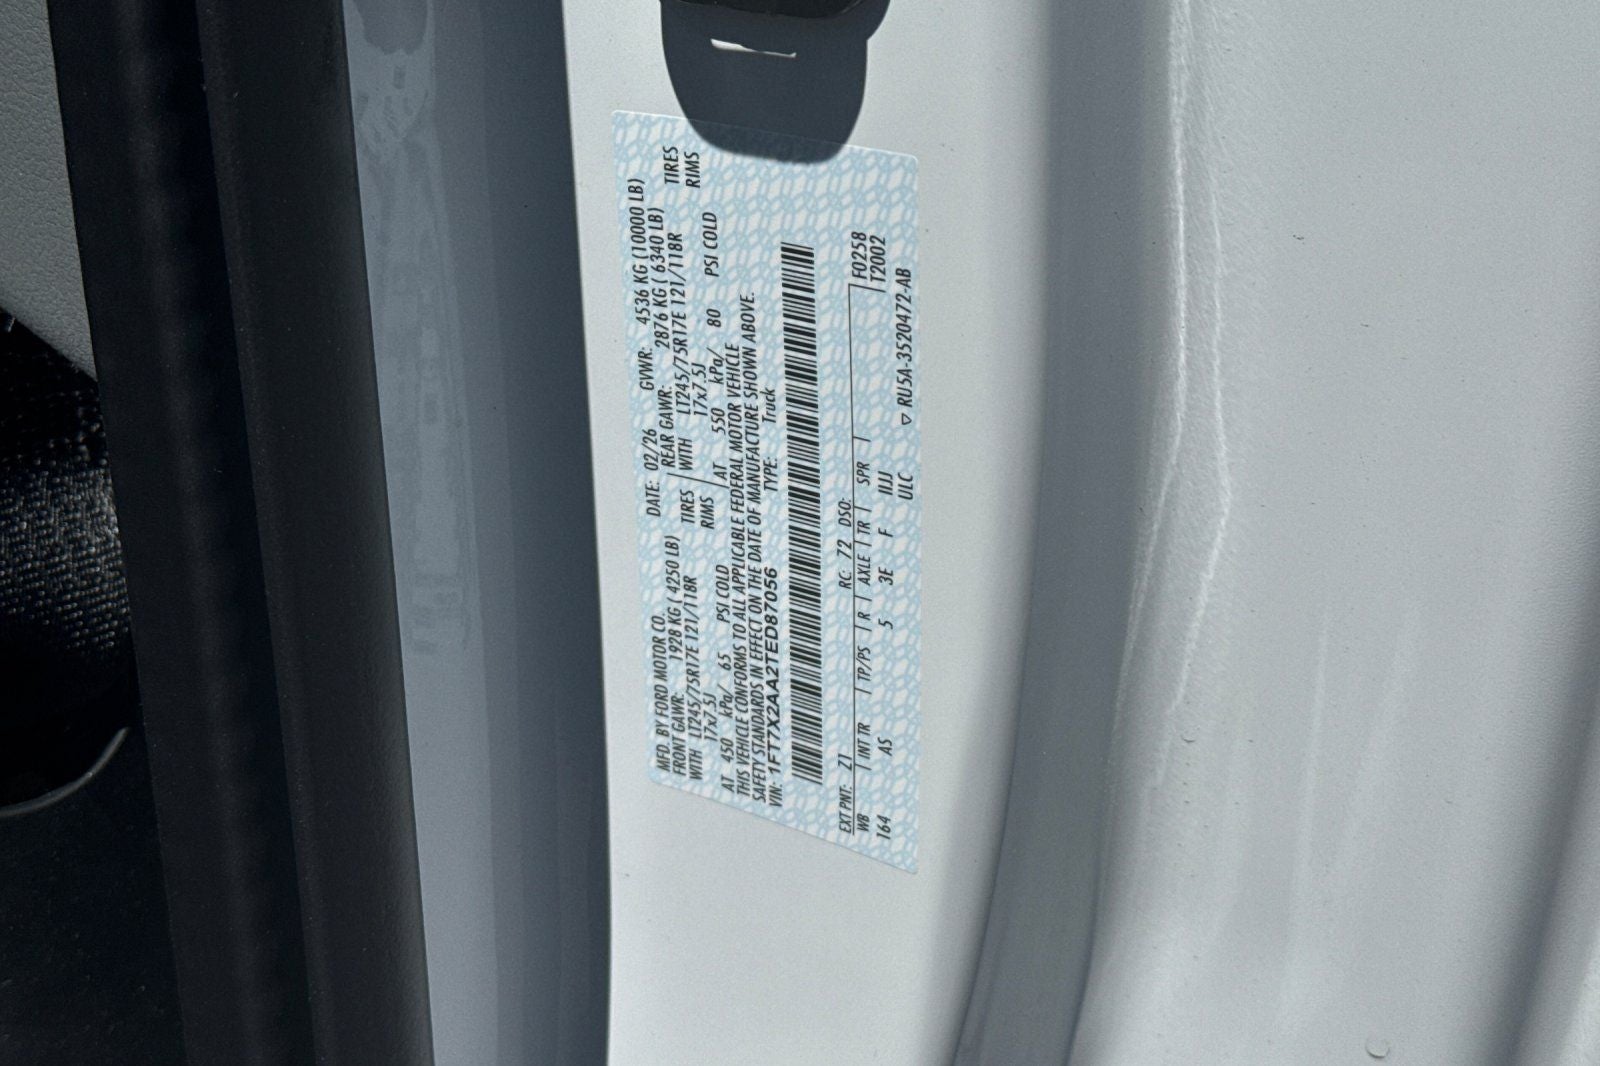 MFD. BY FORD MOTOR CO. DATE: 02/26 GVWR: 4536 KG (10000 LB)
FRONT GAWR: 1928 KG ( 4250 LB) REAR GAWR: 2876 KG ( 6340 LB)
WITH LT245/75R17E 121/118R TIRES WITH LT245/75R17E 121/118R TIRES
17x7.5J RIMS 17x7.5J RIMS
AT 450 kPa/ 65 PSI COLD AT 550 kPa/ 80 PSI COLD
THIS VEHICLE CONFORMS TO ALL APPLICABLE FEDERAL MOTOR VEHICLE
SAFETY STANDARDS IN EFFECT ON THE DATE OF MANUFACTURE SHOWN ABOVE.
VIN: 1FT7X2AA2TED87056 TYPE: Truck
EXT PNT: Z1 RC: 72 DSO: F0258
WB INT TR TP/PS R AXLE TR SPR T2002
164 AS 5 3E F IIJJ
ULC ▽ RU5A-3520472-AB